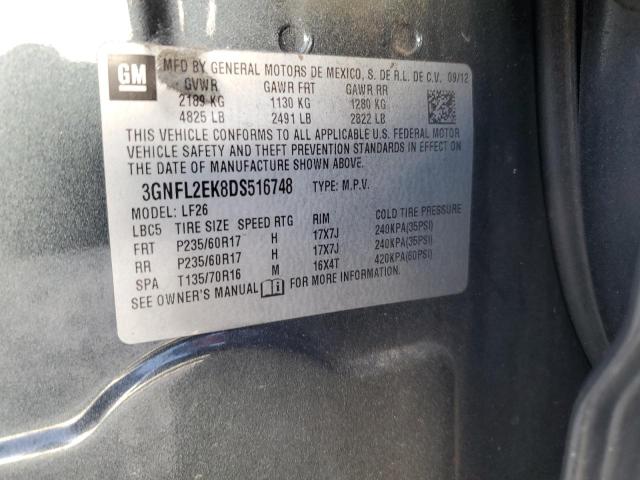 GM
MFD BY GENERAL MOTORS DE MEXICO, S. DE R.L. DE C.V. 09/12
GVWR GAWR FRT GAWR RR
2189 KG 1130 KG 1280 KG
4825 LB 2491 LB 2822 LB
THIS VEHICLE CONFORMS TO ALL APPLICABLE U.S. FEDERAL MOTOR
VEHICLE SAFETY AND THEFT PREVENTION STANDARDS IN EFFECT ON
THE DATE OF MANUFACTURE SHOWN ABOVE.
3GNFL2EK8DS516748 TYPE: M.P.V.
MODEL: LF26
LBC5 TIRE SIZE SPEED RTG RIM COLD TIRE PRESSURE
FRT P235/60R17 H 17X7J 240KPA(35PSI)
RR P235/60R17 H 17X7J 240KPA(35PSI)
SPA T135/70R16 M 16X4T 420KPA(60PSI)
SEE OWNER'S MANUAL FOR MORE INFORMATION.